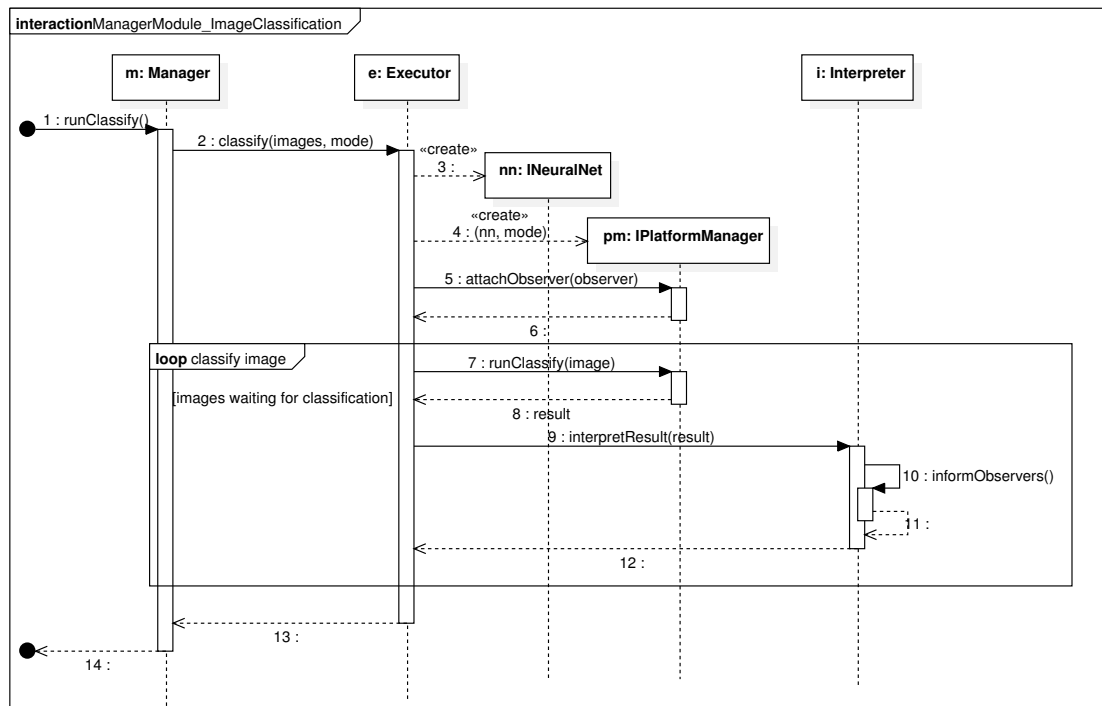 interactionManagerModule_ImageClassification
m: Manager
e: Executor
i: Interpreter
1 : runClassify()
2 : classify(images, mode)
«create»
3 :
nn: INeuralNet
«create»
4 : (nn, mode)
pm: IPlatformManager
5 : attachObserver(observer)
6 :
loop classify image
7 : runClassify(image)
[images waiting for classification]
8 : result
9 : interpretResult(result)
10 : informObservers()
11 :
12 :
13 :
14 :